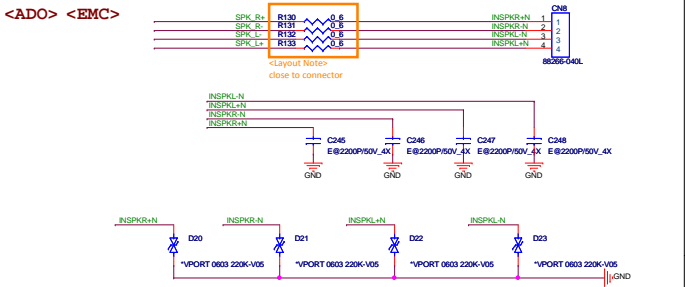 <ADO> <EMC>
SPK_R+ R130 0_6 INSPKR+N 1 1
SPK_R- R131 0_6 INSPKR-N 2 2
SPK_L- R132 0_6 INSPKL-N 3 3
SPK_L+ R133 0_6 INSPKL+N 4 4
CN8
88266-040L
<Layout Note>
close to connector
INSPKL-N
INSPKL+N
INSPKR-N
INSPKR+N
C245 C246 C247 C248
E@2200P/50V_4X E@2200P/50V_4X E@2200P/50V_4X E@2200P/50V_4X
GND GND GND GND
INSPKR+N INSPKR-N INSPKL+N INSPKL-N
D20 D21 D22 D23
*VPORT 0603 220K-V05 *VPORT 0603 220K-V05 *VPORT 0603 220K-V05 *VPORT 0603 220K-V05
GND